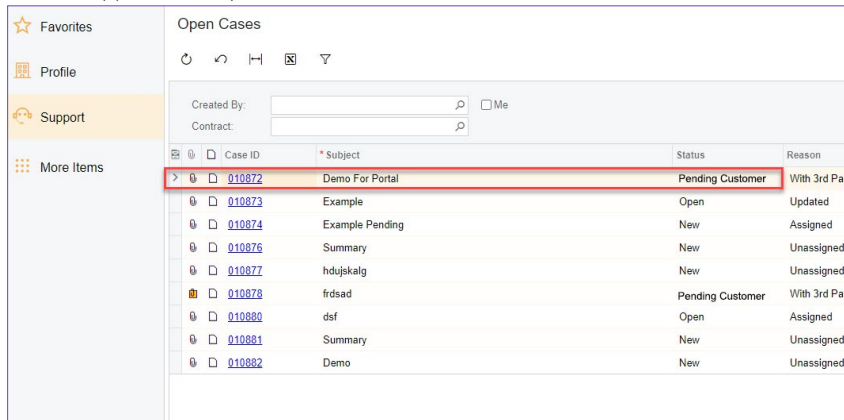 Favorites
Profile
Support
More Items
Open Cases
Created By:
Me
Contract:
Case ID * Subject Status Reason
010872 Demo For Portal Pending Customer With 3rd Pa
010873 Example Open Updated
010874 Example Pending New Assigned
010876 Summary New Unassigned
010877 hdujskalg New Unassigned
010878 frdsad Pending Customer With 3rd Pa
010880 dsf Open Assigned
010881 Summary New Unassigned
010882 Demo New Unassigned